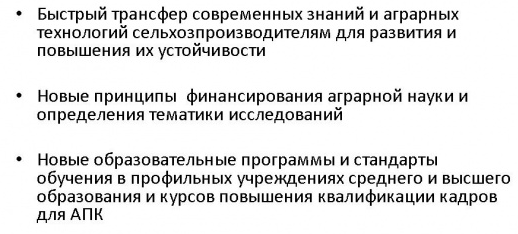 • Быстрый трансфер современных знаний и аграрных
технологий сельхозпроизводителям для развития и
повышения их устойчивости
• Новые принципы  финансирования аграрной науки и
определения тематики исследований
• Новые образовательные программы и стандарты
обучения в профильных учреждениях среднего и высшего
образования и курсов повышения квалификации кадров
для АПК